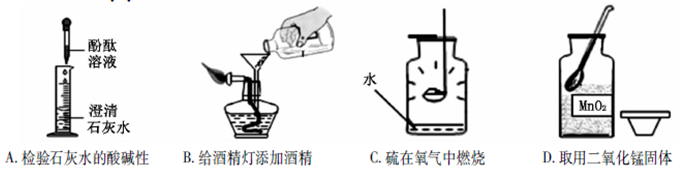 酚酞
溶液
澄清
石灰水
水
MnO₂
A. 检验石灰水的酸碱性
B. 给酒精灯添加酒精
C. 硫在氧气中燃烧
D. 取用二氧化锰固体